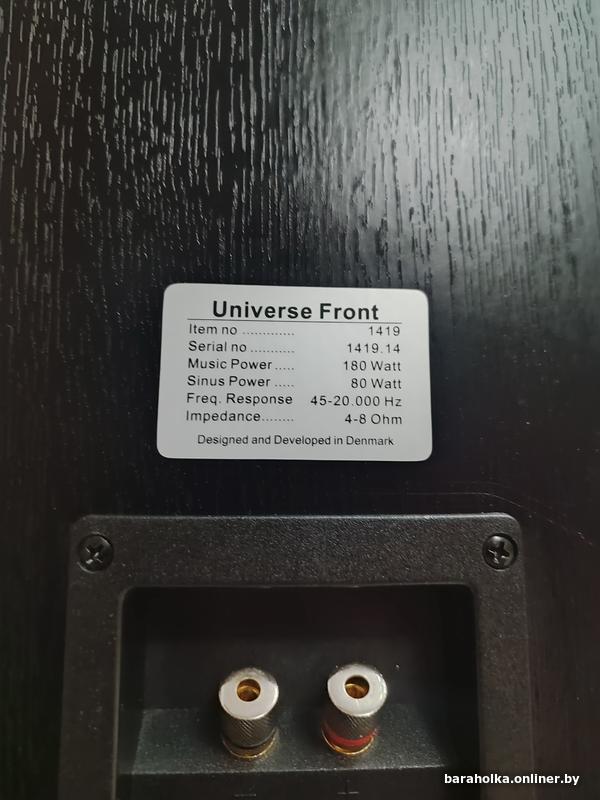 Universe Front
Item no ............. 1419
Serial no ........... 1419.14
Music Power ..... 180 Watt
Sinus Power ..... 80 Watt
Freq. Response 45-20.000 Hz
Impedance........ 4-8 Ohm
Designed and Developed in Denmark
baraholka.onliner.by